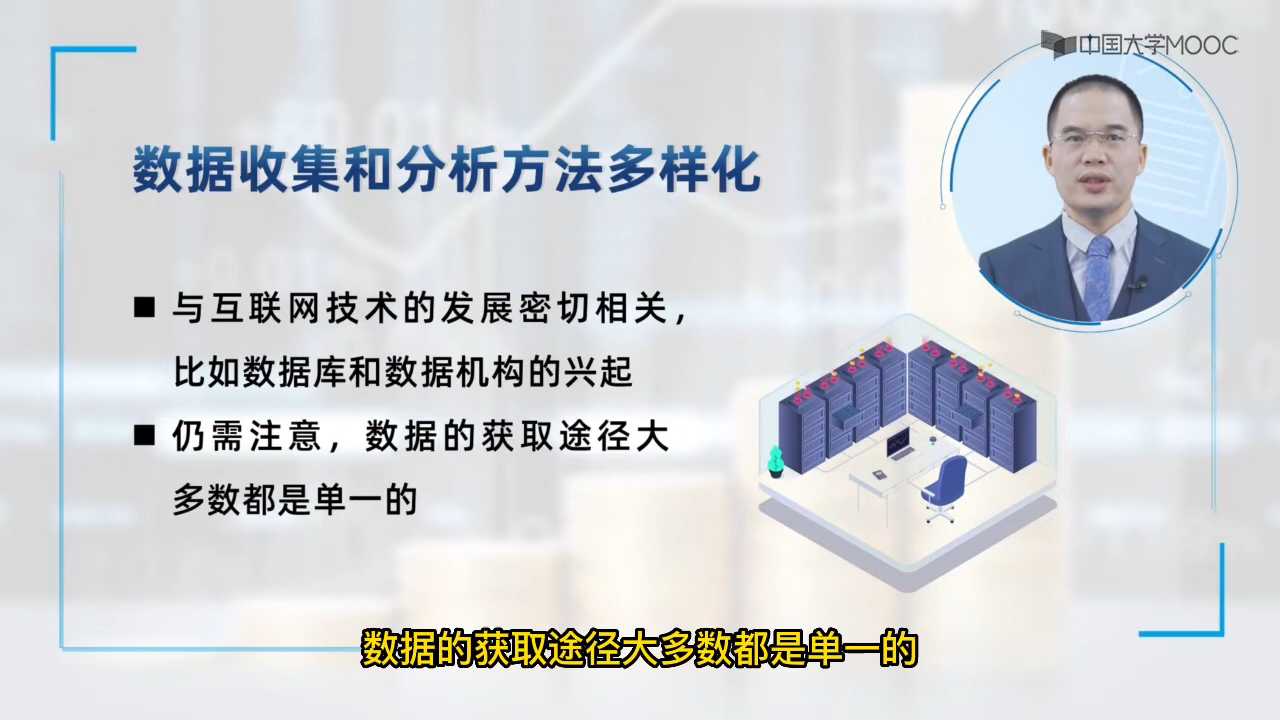 中国大学MOOC
数据收集和分析方法多样化
■ 与互联网技术的发展密切相关，
比如数据库和数据机构的兴起
■ 仍需注意，数据的获取途径大
多数都是单一的
数据的获取途径大多数都是单一的